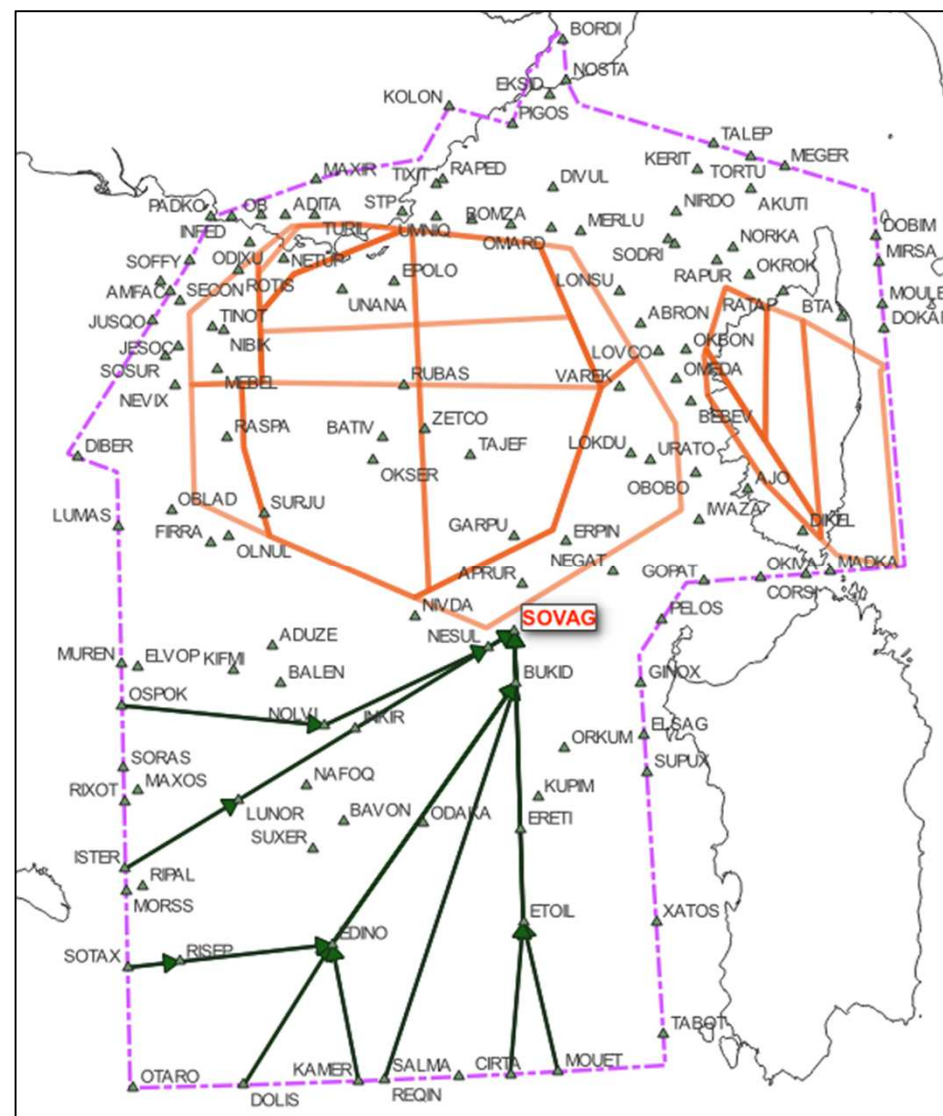 BORDI
NOSTA
EKSID
KOLON
PIGOS
TALEP
MEGER
KERIT
TORTU
MAXIR
TIXIT
RAPED
DIVUL
AKUTI
PADKO
OB
ADITA
STP
BOMZA
MERLU
NIRDO
INFED
TURIL
UMNIQ
OMARD
SODRI
NORKA
DOBIM
MIRSA
SOFFY
ODIXU
NETUP
EPOLO
LONSU
RAPUR
OKROK
AMFAC
SECON
ROTIS
UNANA
RATAP
BTA
MOULE
DOKAR
JUSQO
TINOT
ABRON
JESOC
NIBIK
LOVCO
OKBON
SOSUR
MEBEL
RUBAS
VAREK
OMEDA
NEVIX
BEBEV
RASPA
BATIV
ZETCO
DIBER
OKSER
TAJEF
LOKDU
URATO
OBOBO
AJO
OBLAD
SURJU
LUMAS
GARPU
IWAZA
DIKEL
FIRRA
OLNUL
ERPIN
NEGAT
APRUR
GOPAT
OKIVA
MADKA
CORSI
NIVDA
SOVAG
PELOS
NESUL
ADUZE
MUREN
ELVOP
KIFMI
BALEN
BUKID
GINOX
OSPOK
NOLVI
INKIR
ELSAG
ORKUM
SORAS
SUPUX
RIXOT
MAXOS
NAFOQ
KUPIM
LUNOR
BAVON
ODAKA
ERETI
SUXER
ISTER
RIPAL
MORSS
ETOIL
XATOS
EDINO
SOTAX
RISEP
TABOT
KAMER
SALMA
CIRTA
MOUET
OTARO
DOLIS
REQIN